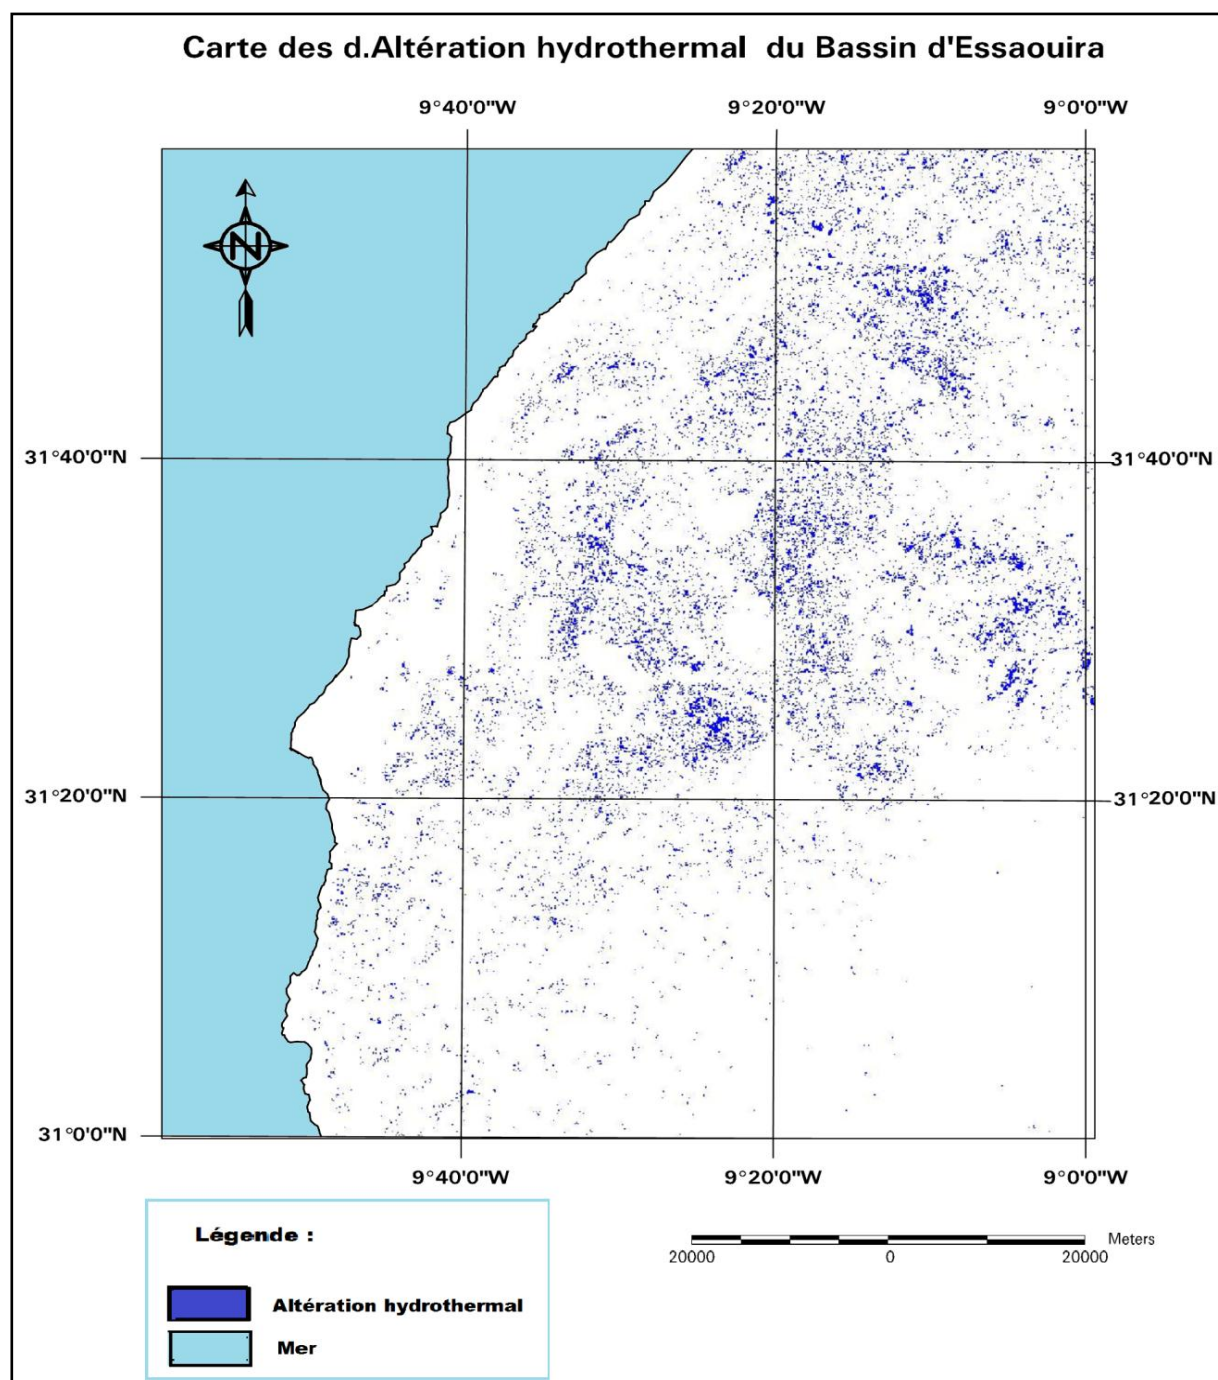 Carte des d.Altération hydrothermal du Bassin d'Essaouira
9°40'0"W 9°20'0"W 9°0'0"W
N
31°40'0"N 31°40'0"N
31°20'0"N 31°20'0"N
31°0'0"N
9°40'0"W 9°20'0"W 9°0'0"W
Légende :
Altération hydrothermal
Mer
20000 0 20000 Meters